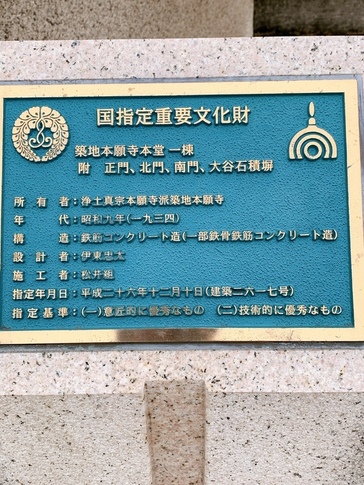 国指定重要文化財
築地本願寺本堂 一棟
附 正門、北門、南門、大谷石積塀
所有者：浄土真宗本願寺派築地本願寺
年代：昭和九年(一九三四)
構造：鉄筋コンクリート造(一部鉄骨鉄筋コンクリート造)
設計者：伊東忠太
施工者：松井組
指定年月日：平成二十六年十二月十日(建築二六一七号)
指定基準：(一)意匠的に優秀なもの (二)技術的に優秀なもの